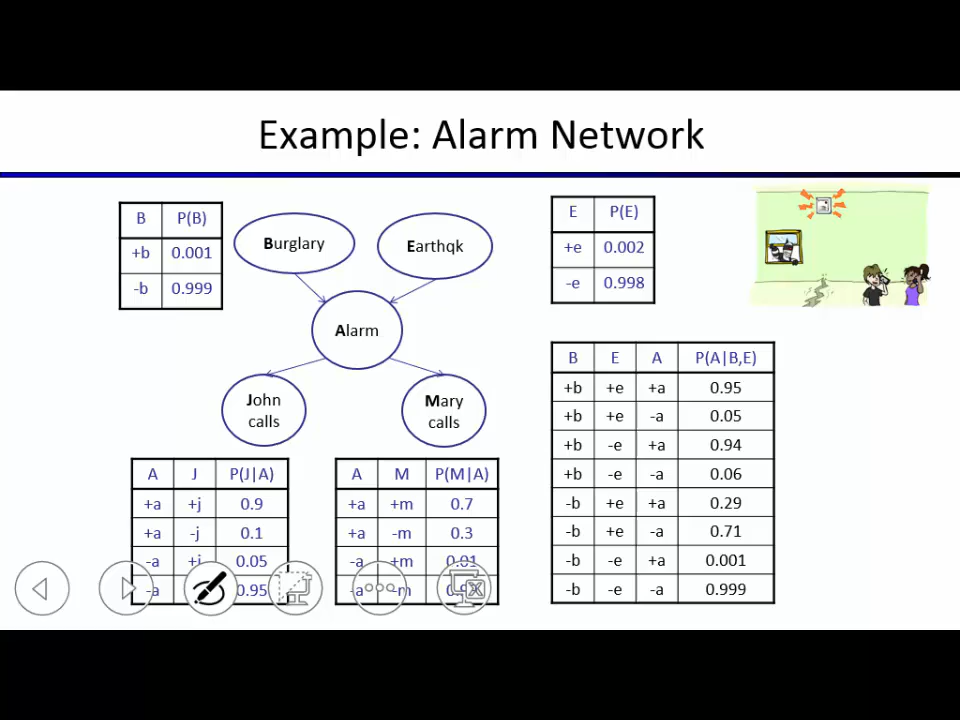 Example: Alarm Network
B P(B)
+b 0.001
-b 0.999
Burglary
Earthqk
Alarm
John calls
Mary calls
E P(E)
+e 0.002
-e 0.998
B E A P(A|B,E)
+b +e +a 0.95
+b +e -a 0.05
+b -e +a 0.94
+b -e -a 0.06
-b +e +a 0.29
-b +e -a 0.71
-b -e +a 0.001
-b -e -a 0.999
A J P(J|A)
+a +j 0.9
+a -j 0.1
-a +j 0.05
-a 0.95
A M P(M|A)
+a +m 0.7
+a -m 0.3
-a +m 0.01
-a -m